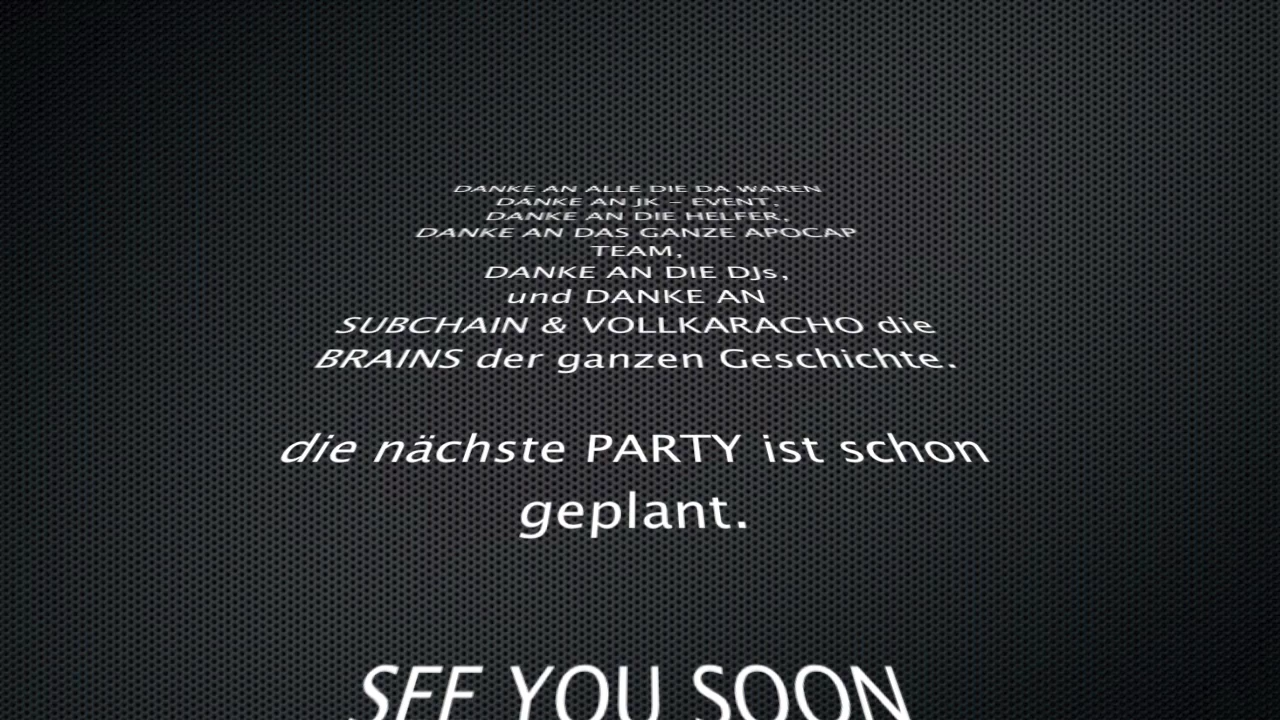 DANKE AN ALLE DIE DA WAREN
DANKE AN JK – EVENT,
DANKE AN DIE HELFER,
DANKE AN DAS GANZE APOCAP
TEAM,
DANKE AN DIE DJs,
und DANKE AN
SUBCHAIN & VOLLKARACHO die
BRAINS der ganzen Geschichte.
die nächste PARTY ist schon
geplant.
SEE YOU SOON